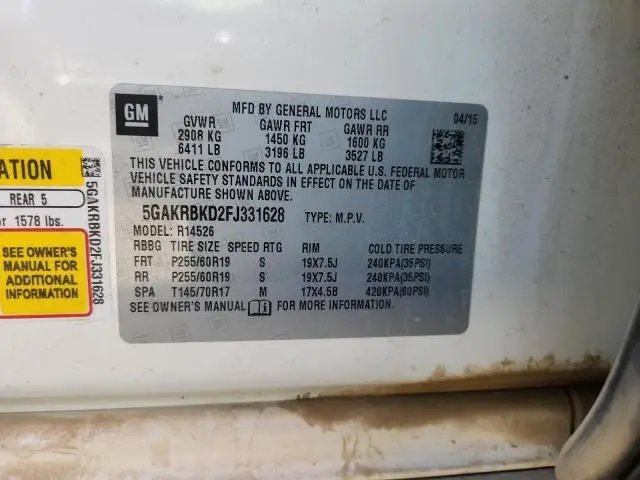 GM
MFD BY GENERAL MOTORS LLC 04/15
GVWR GAWR FRT GAWR RR
2908 KG 1450 KG 1600 KG
6411 LB 3196 LB 3527 LB
THIS VEHICLE CONFORMS TO ALL APPLICABLE U.S. FEDERAL MOTOR
VEHICLE SAFETY STANDARDS IN EFFECT ON THE DATE OF
MANUFACTURE SHOWN ABOVE.
5GAKRBKD2FJ331628 TYPE: M.P.V.
MODEL: R14526
RBBG TIRE SIZE SPEED RTG RIM COLD TIRE PRESSURE
FRT P255/60R19 S 19X7.5J 240KPA(35PSI)
RR P255/60R19 S 19X7.5J 240KPA(35PSI)
SPA T145/70R17 M 17X4.5B 420KPA(60PSI)
SEE OWNER'S MANUAL FOR MORE INFORMATION.
ATION
REAR 5
or 1578 lbs.
SEE OWNER'S
MANUAL FOR
ADDITIONAL
INFORMATION
5GAKRBKD2FJ331628